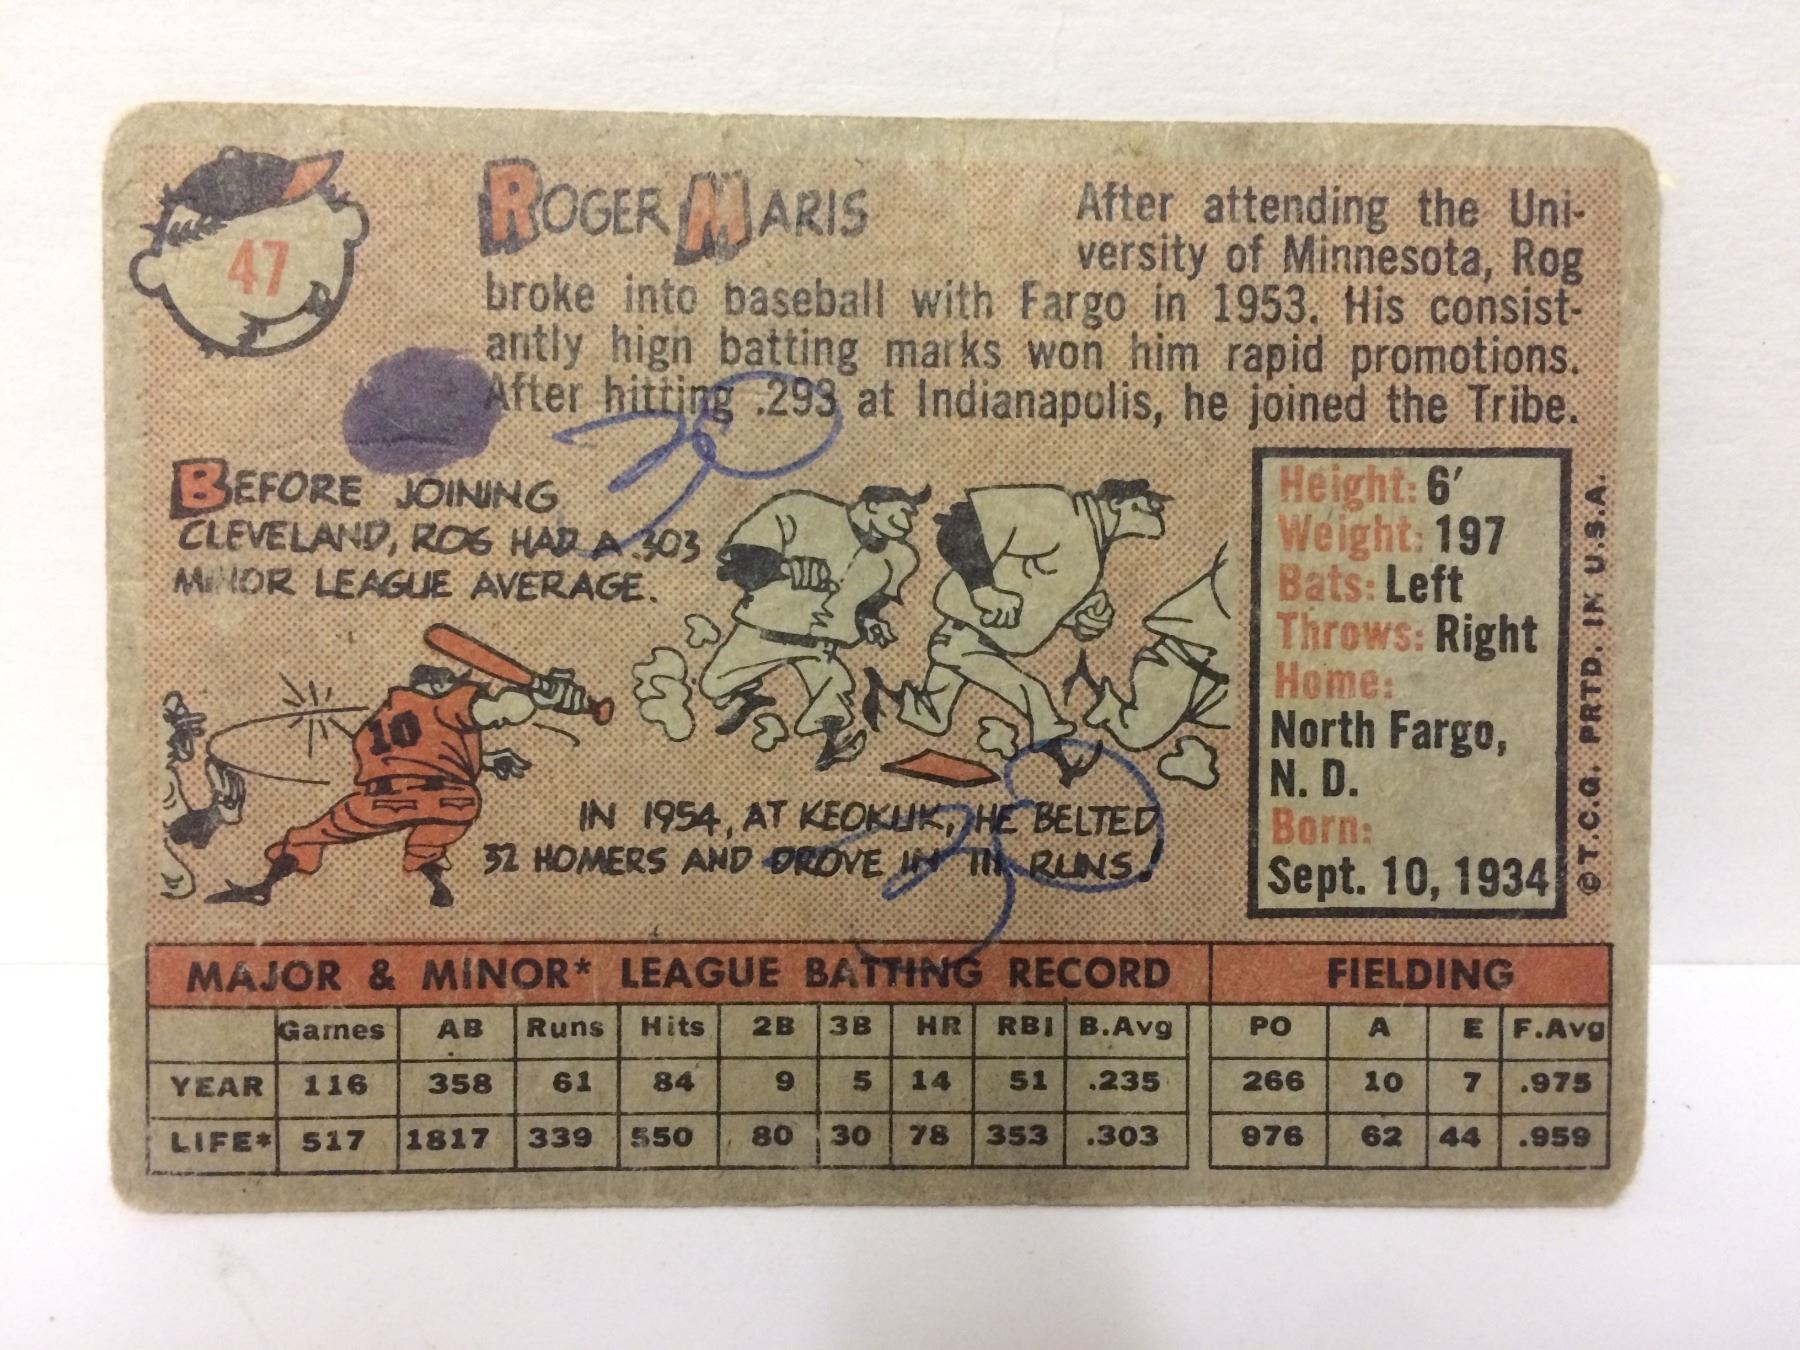 47
ROGER MARIS
After attending the Uni-
versity of Minnesota, Rog
broke into baseball with Fargo in 1953. His consist-
antly high batting marks won him rapid promotions.
After hitting .293 at Indianapolis, he joined the Tribe.
30
BEFORE JOINING
CLEVELAND, ROG HAD A .303
MINOR LEAGUE AVERAGE.
10
IN 1954, AT KEOKUK, HE BELTED
32 HOMERS AND DROVE IN 111 RUNS.
30
Height: 6′
Weight: 197
Bats: Left
Throws: Right
Home:
North Fargo,
N. D.
Born:
Sept. 10, 1934
©T.C.G. PRTD. IN U.S.A.
MAJOR & MINOR* LEAGUE BATTING RECORD FIELDING
Games AB Runs Hits 2B 3B HR RBI B.Avg PO A E F.Avg
YEAR 116 358 61 84 9 5 14 51 .235 266 10 7 .975
LIFE* 517 1817 339 550 80 30 78 353 .303 976 62 44 .959